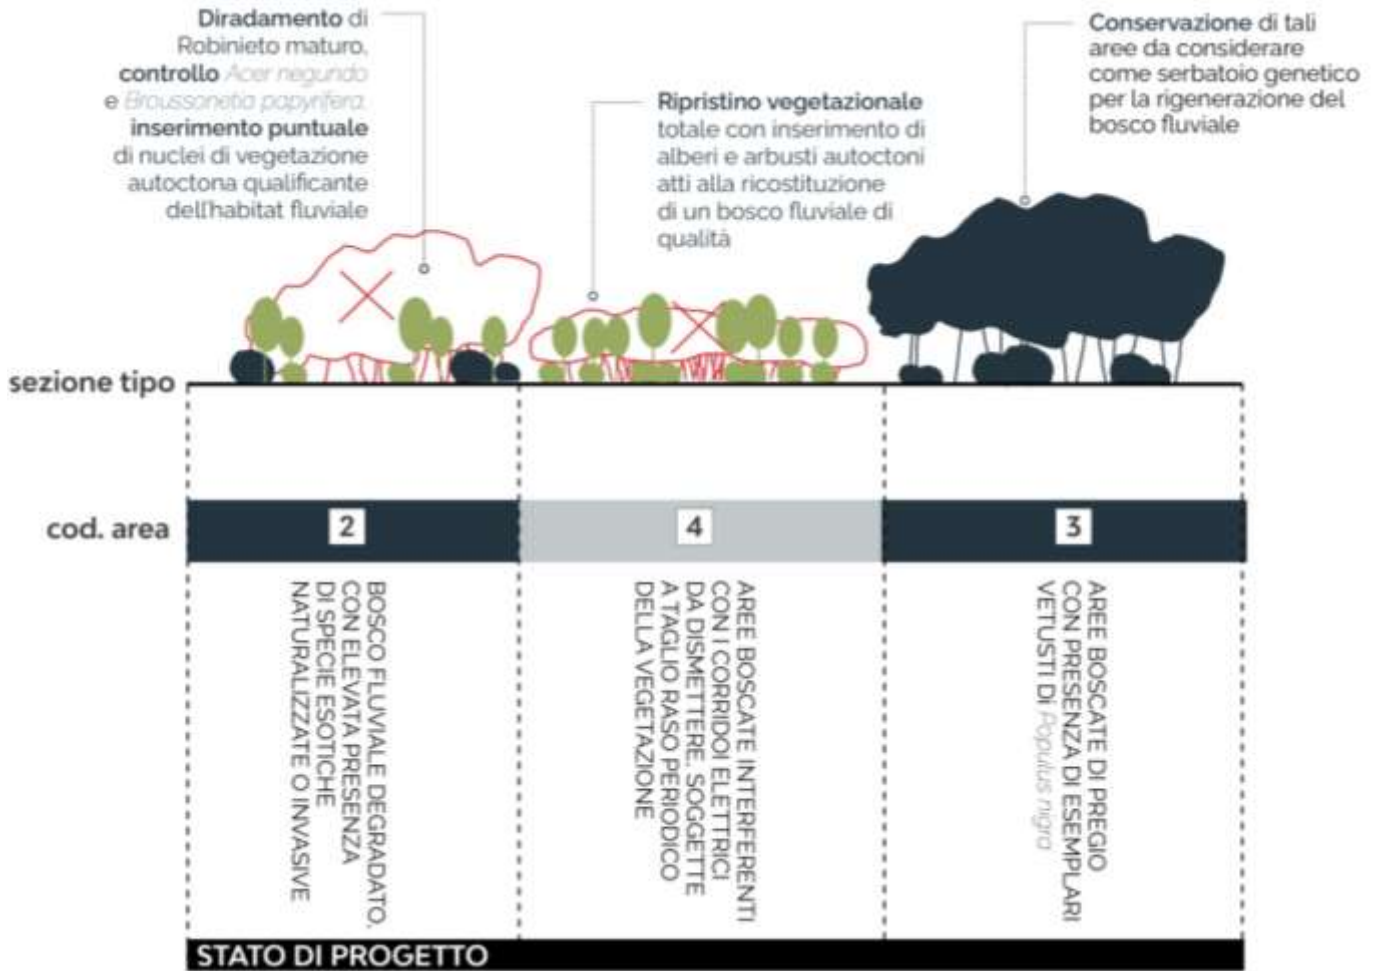 Diradamento di
Robinieto maturo,
controllo Acer negundo
e Broussonetia papyrifera,
inserimento puntuale
di nuclei di vegetazione
autoctona qualificante
dell'habitat fluviale
Ripristino vegetazionale
totale con inserimento di
alberi e arbusti autoctoni
atti alla ricostituzione
di un bosco fluviale di
qualità
Conservazione di tali
aree da considerare
come serbatoio genetico
per la rigenerazione del
bosco fluviale
sezione tipo
cod. area
2
4
3
BOSCO FLUVIALE DEGRADATO,
CON ELEVATA PRESENZA
DI SPECIE ESOTICHE
NATURALIZZATE O INVASIVE
AREE BOSCATE INTERFERENTI
CON I CORRIDOI ELETTRICI
DA DISMETTERE, SOGGETTE
A TAGLIO RASO PERIODICO
DELLA VEGETAZIONE
AREE BOSCATE DI PREGIO
CON PRESENZA DI ESEMPLARI
VETUSTI DI Populus nigra
STATO DI PROGETTO